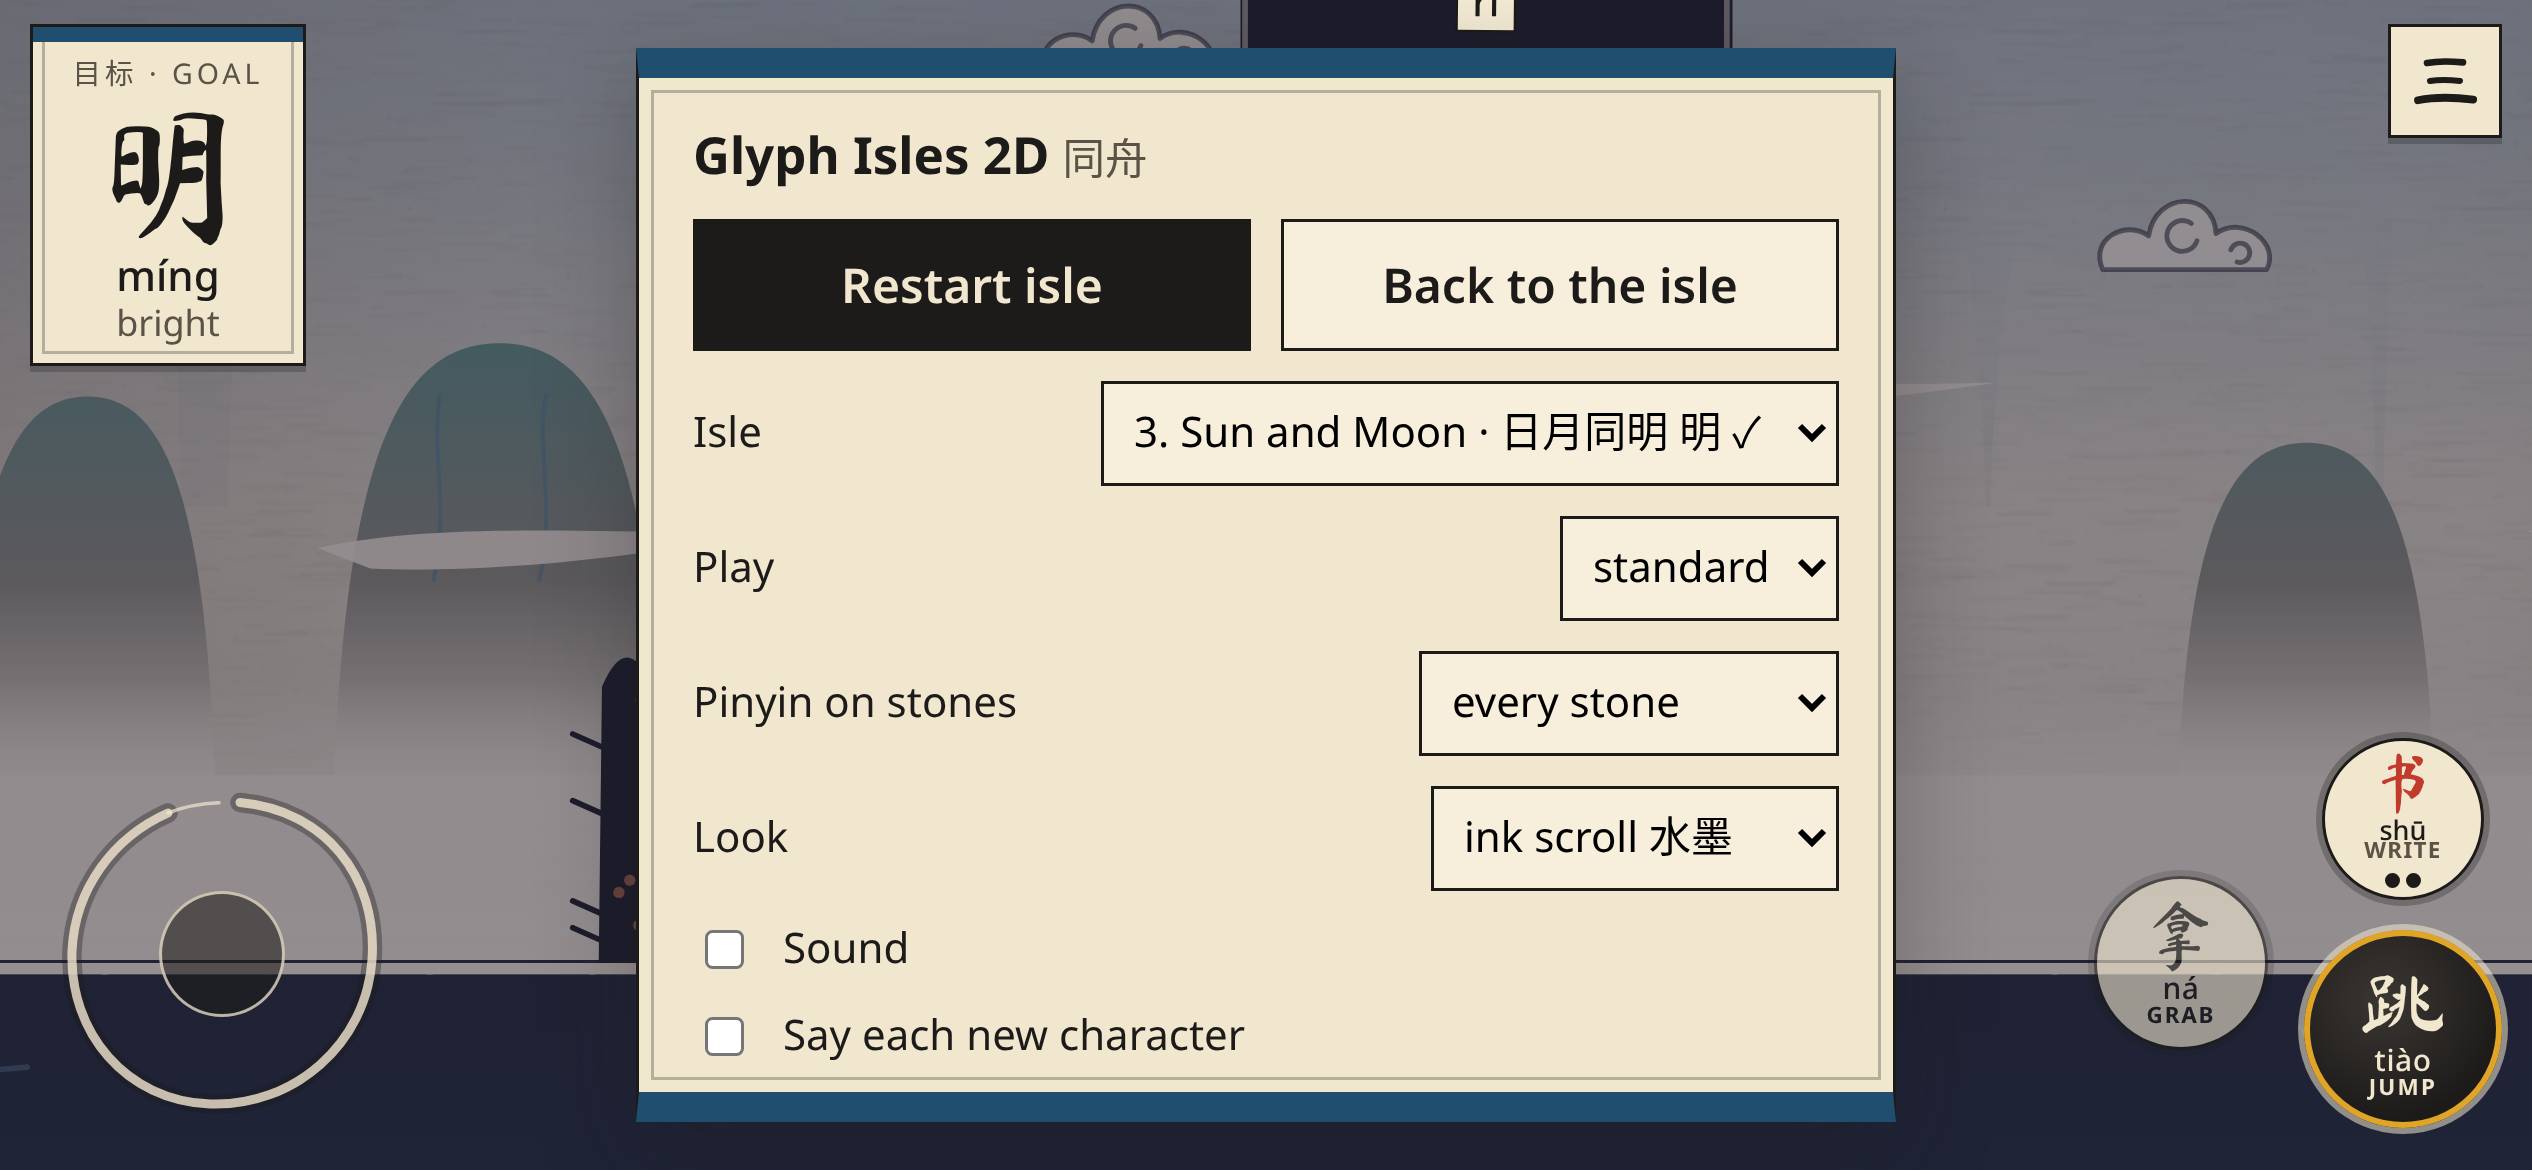 目标 · GOAL
明
míng
bright
三
Glyph Isles 2D 同舟
Restart isle
Back to the isle
Isle
3. Sun and Moon · 日月同明 明 ✓
Play
standard
Pinyin on stones
every stone
Look
ink scroll 水墨
Sound
Say each new character
书
shū
WRITE
拿
ná
GRAB
跳
tiào
JUMP